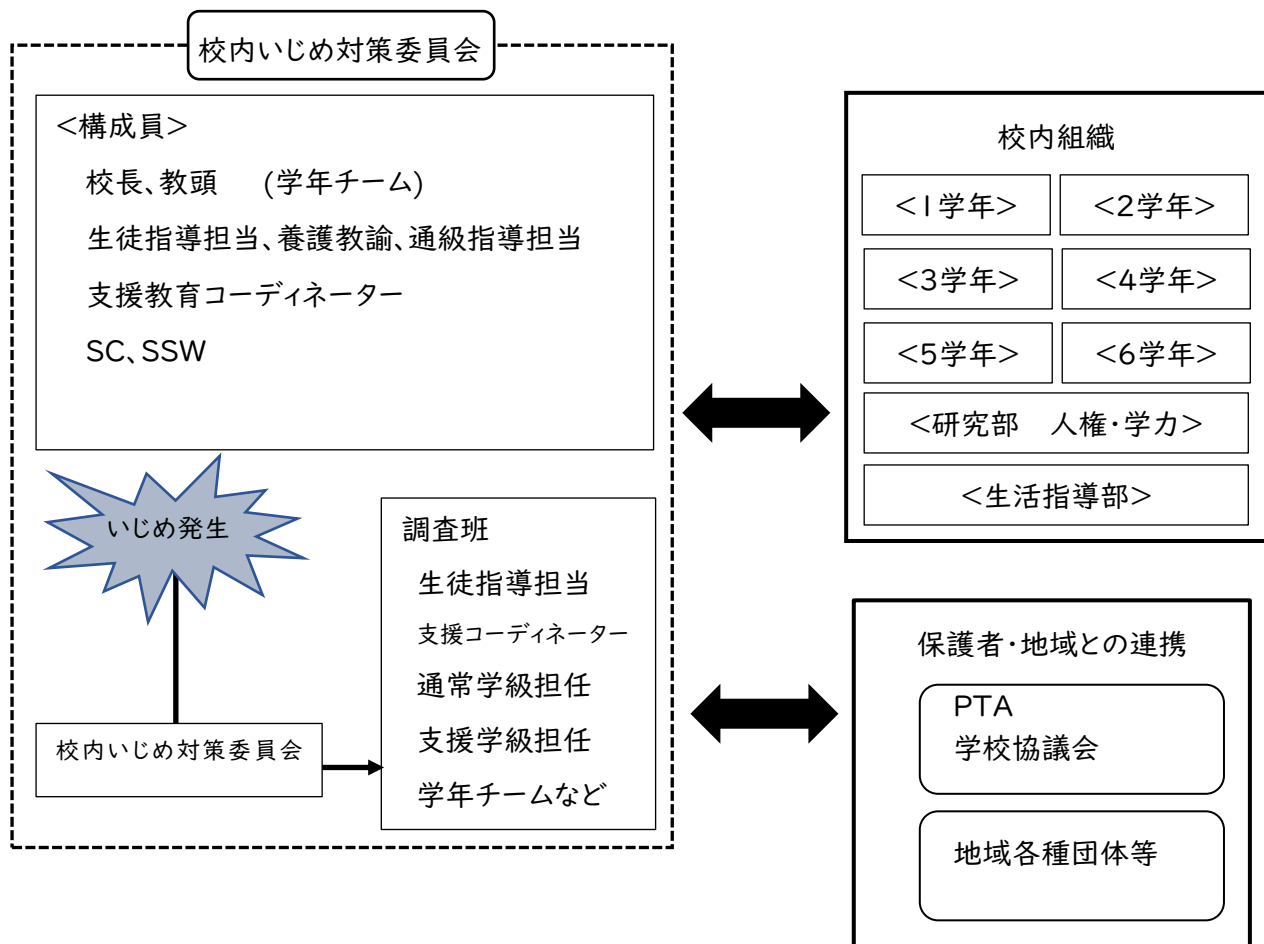 校内いじめ対策委員会
<構成員>
校長、教頭　(学年チーム)
生徒指導担当、養護教諭、通級指導担当
支援教育コーディネーター
SC、SSW
いじめ発生
校内いじめ対策委員会
調査班
生徒指導担当
支援コーディネーター
通常学級担任
支援学級担任
学年チームなど
校内組織
<1学年>
<2学年>
<3学年>
<4学年>
<5学年>
<6学年>
<研究部　人権・学力>
<生活指導部>
保護者・地域との連携
PTA
学校協議会
地域各種団体等